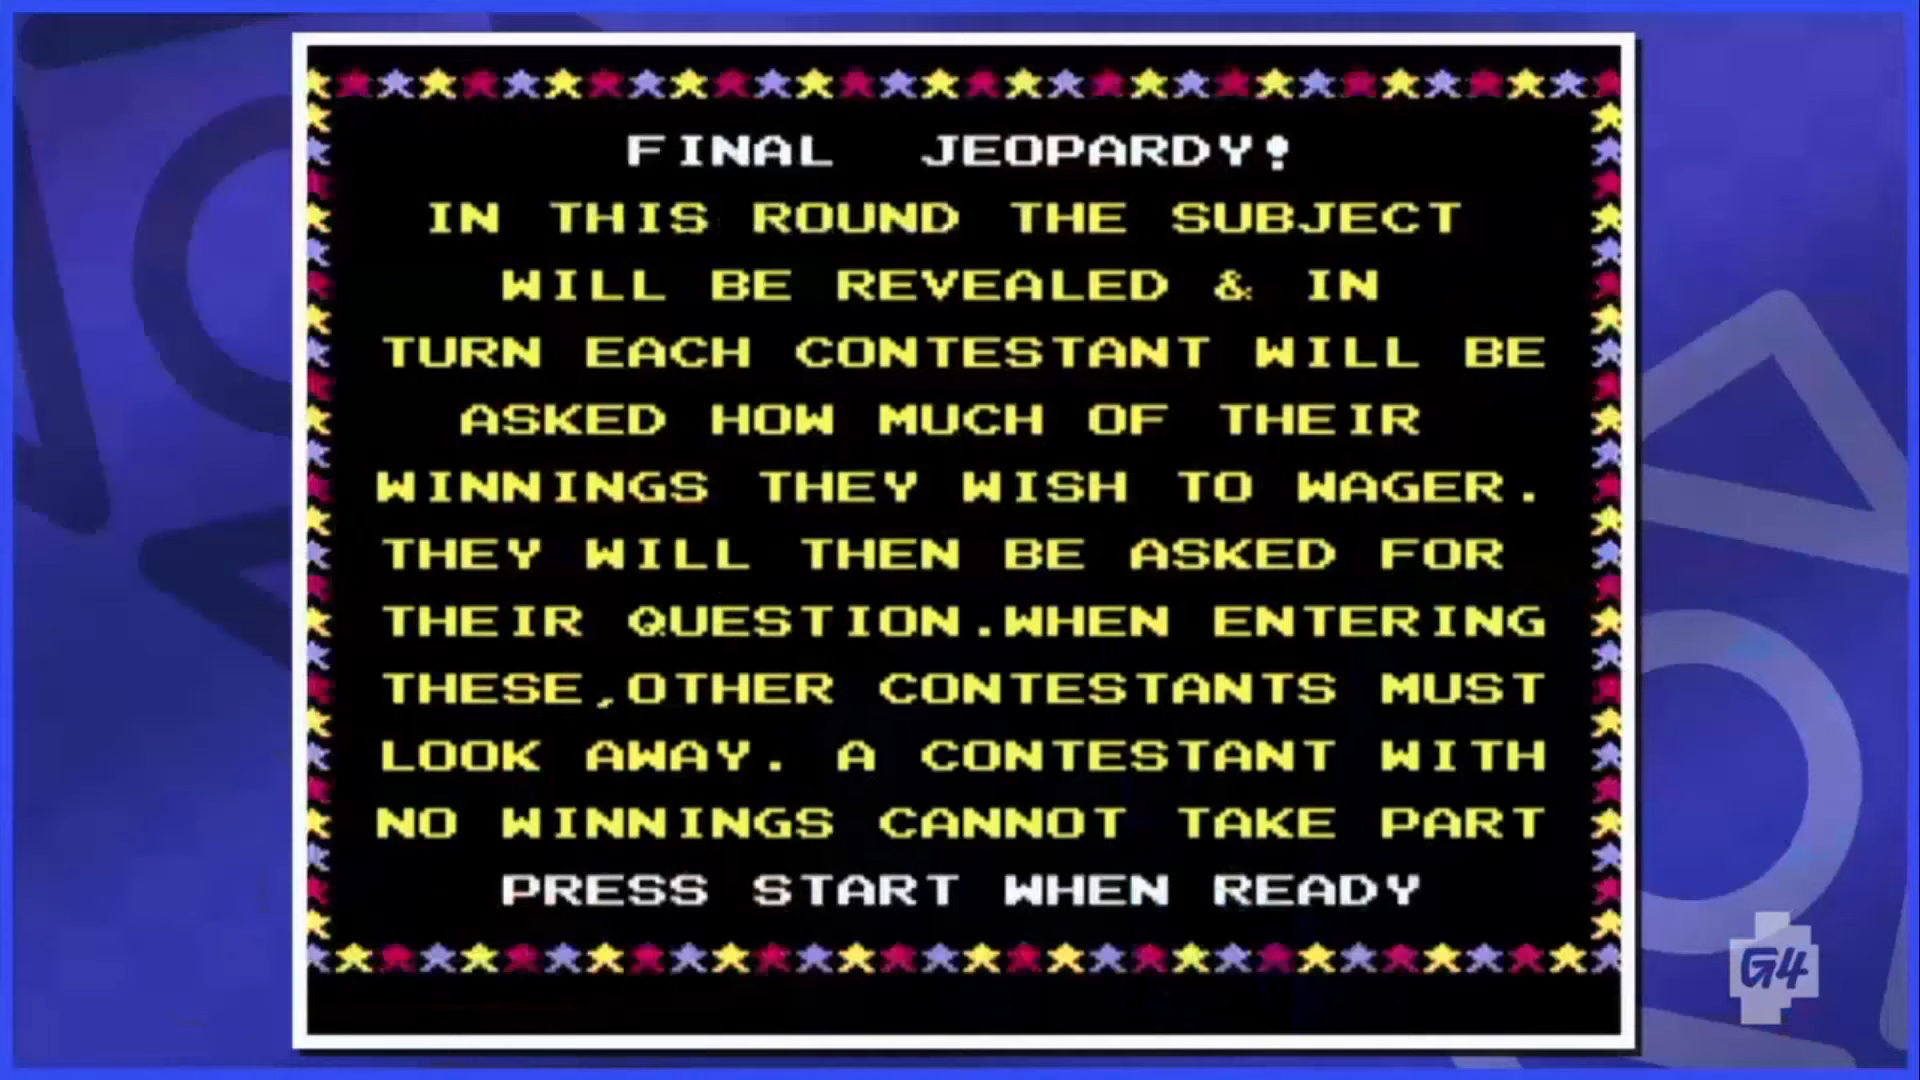 FINAL JEOPARDY!
IN THIS ROUND THE SUBJECT
WILL BE REVEALED & IN
TURN EACH CONTESTANT WILL BE
ASKED HOW MUCH OF THEIR
WINNINGS THEY WISH TO WAGER.
THEY WILL THEN BE ASKED FOR
THEIR QUESTION.WHEN ENTERING
THESE,OTHER CONTESTANTS MUST
LOOK AWAY. A CONTESTANT WITH
NO WINNINGS CANNOT TAKE PART
PRESS START WHEN READY
G4